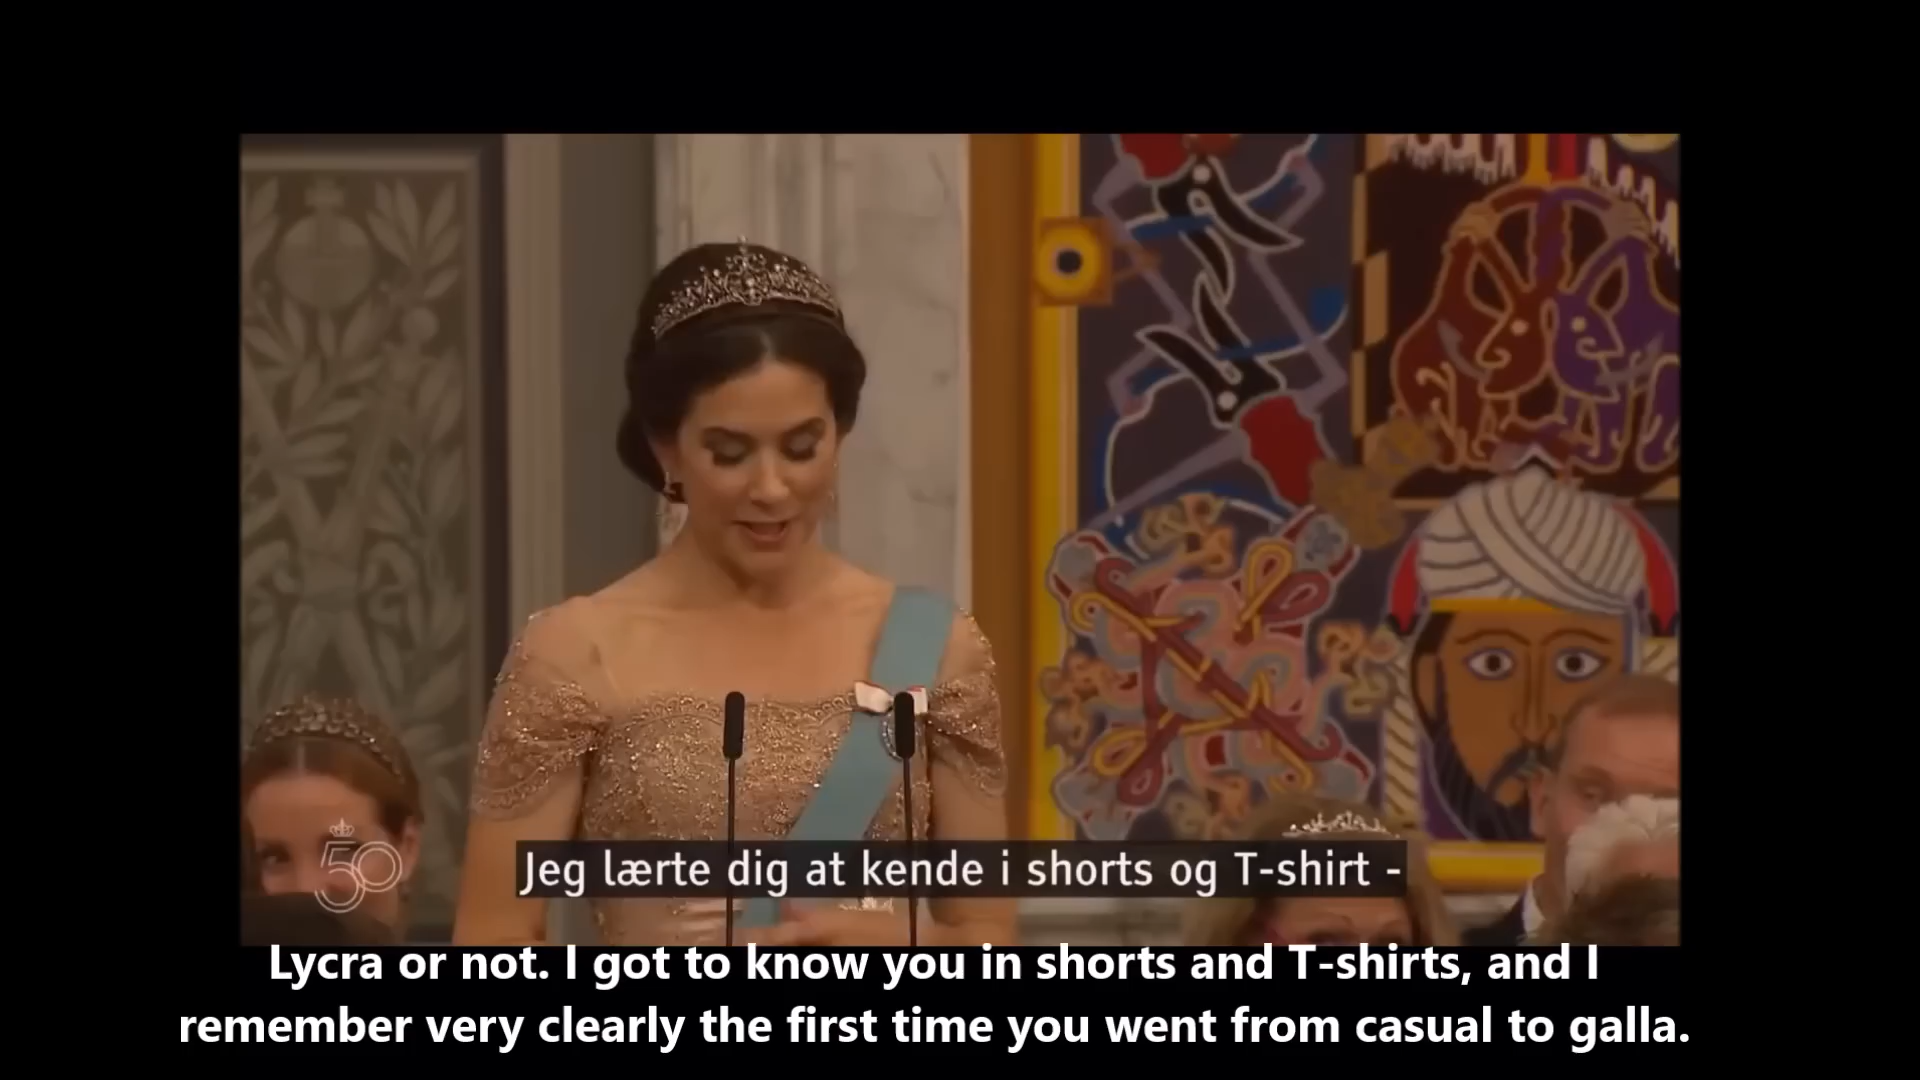 50
Jeg lærte dig at kende i shorts og T-shirt -
Lycra or not. I got to know you in shorts and T-shirts, and I
remember very clearly the first time you went from casual to galla.